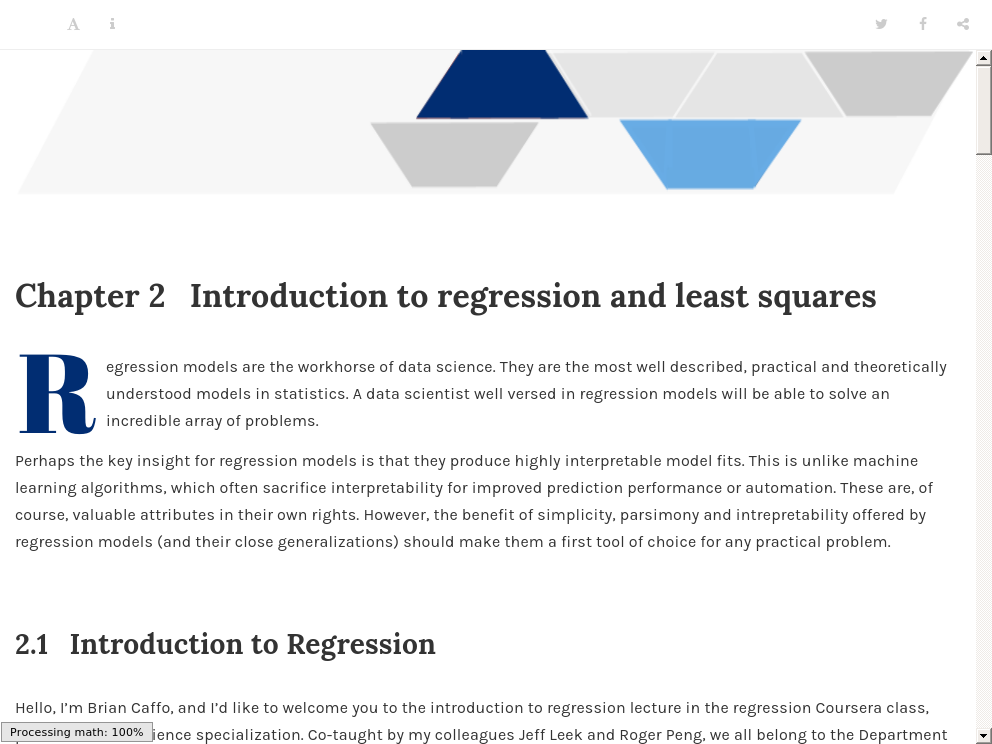 A i
Chapter 2 Introduction to regression and least squares
Regression models are the workhorse of data science. They are the most well described, practical and theoretically
understood models in statistics. A data scientist well versed in regression models will be able to solve an
incredible array of problems.
Perhaps the key insight for regression models is that they produce highly interpretable model fits. This is unlike machine
learning algorithms, which often sacrifice interpretability for improved prediction performance or automation. These are, of
course, valuable attributes in their own rights. However, the benefit of simplicity, parsimony and intrepretability offered by
regression models (and their close generalizations) should make them a first tool of choice for any practical problem.
2.1 Introduction to Regression
Hello, I’m Brian Caffo, and I’d like to welcome you to the introduction to regression lecture in the regression Coursera class,
ience specialization. Co-taught by my colleagues Jeff Leek and Roger Peng, we all belong to the Department
Processing math: 100%